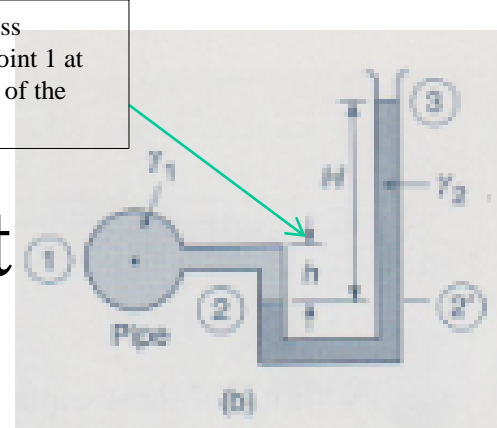 ss
oint 1 at
of the
t
γ₁
H
3
γ₂
1
h
2
2'
Pipe
(b)